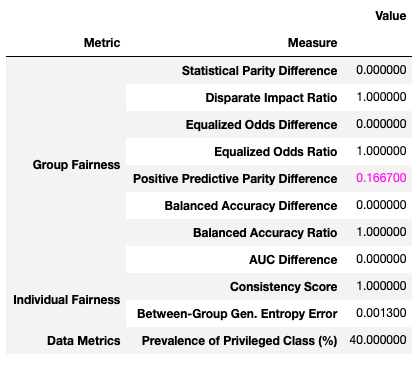 Value
Metric Measure
Statistical Parity Difference 0.000000
Disparate Impact Ratio 1.000000
Equalized Odds Difference 0.000000
Equalized Odds Ratio 1.000000
Group Fairness
Positive Predictive Parity Difference 0.166700
Balanced Accuracy Difference 0.000000
Balanced Accuracy Ratio 1.000000
AUC Difference 0.000000
Consistency Score 1.000000
Individual Fairness
Between-Group Gen. Entropy Error 0.001300
Data Metrics Prevalence of Privileged Class (%) 40.000000